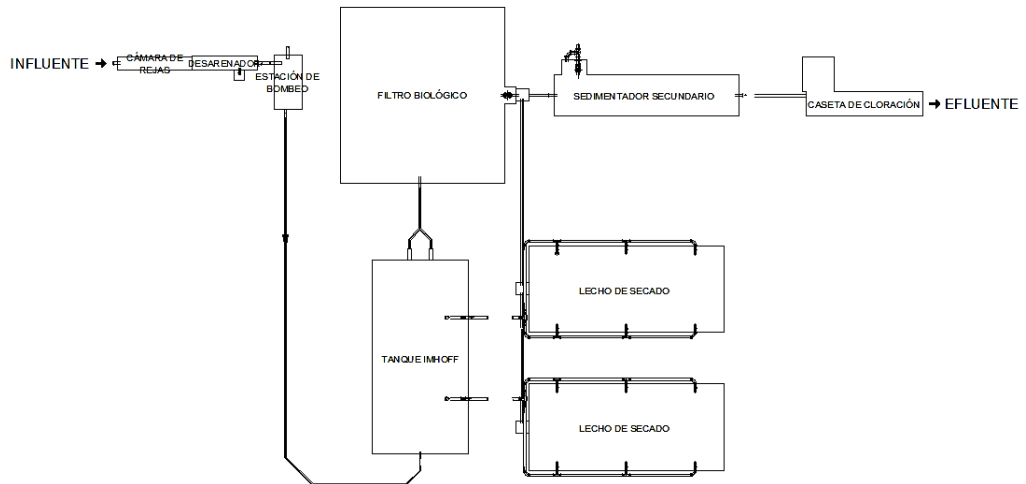 INFLUENTE
CÁMARA DE
REJAS
DESARENADOR
ESTACIÓN DE
BOMBEO
FILTRO BIOLÓGICO
SEDIMENTADOR SECUNDARIO
CASETA DE CLORACIÓN
EFLUENTE
LECHO DE SECADO
TANQUE IMHOFF
LECHO DE SECADO